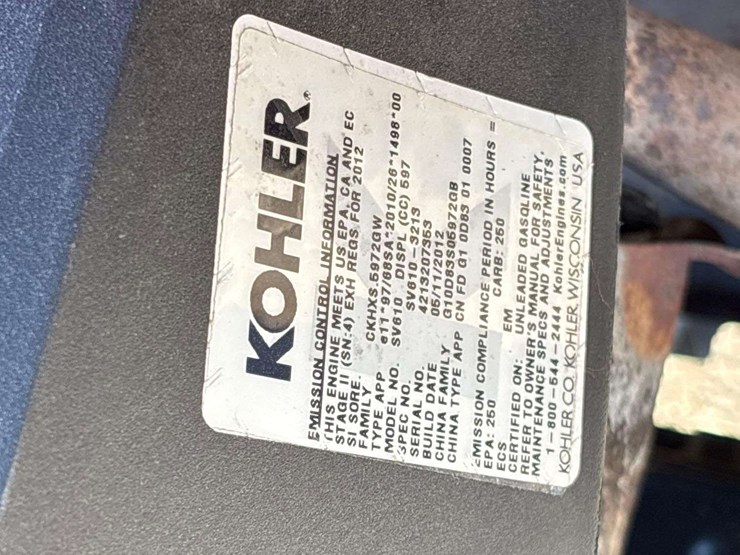 KOHLER®
EMISSION CONTROL INFORMATION
THIS ENGINE MEETS US EPA, CA AND EC
STAGE II (SN:4) EXH REGS FOR 2012
SI SORE.
FAMILY CKHXS.5972GW
TYPE APP e11*97/68SA*2010/26*1498*00
MODEL NO. SV610 DISPL (CC) 597
SPEC NO. SV610-3213
SERIAL NO. 4213207353
BUILD DATE 05/11/2012
CHINA FAMILY
CHINA TYPE APP CN FD G1 0D83 01 0007
EMISSION COMPLIANCE PERIOD IN HOURS =
EPA: 250 CARB: 250
ECS EM
CERTIFIED ON: UNLEADED GASOLINE
REFER TO OWNER'S MANUAL FOR SAFETY,
MAINTENANCE SPECS AND ADJUSTMENTS
1-800-544-2444 KohlerEngines.com
KOHLER CO. KOHLER, WISCONSIN USA